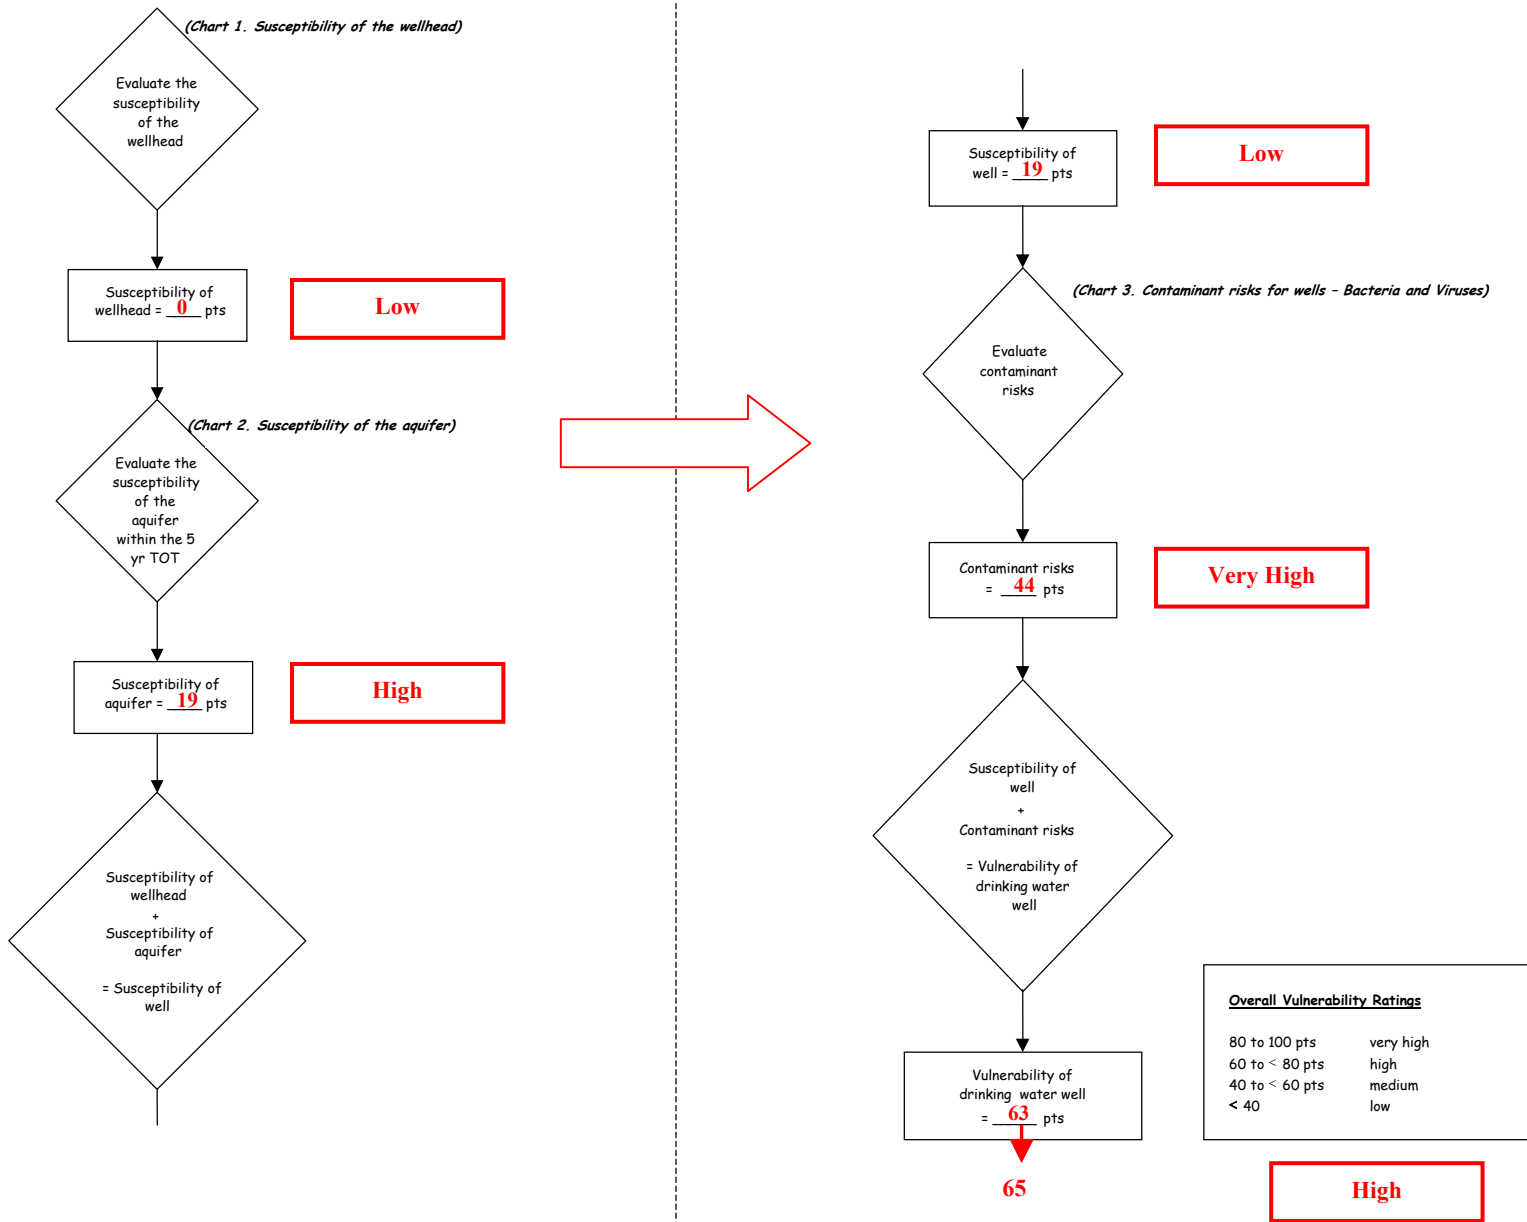 (Chart 1. Susceptibility of the wellhead)
Evaluate the
susceptibility
of the
wellhead
Susceptibility of
wellhead = __0__ pts
Low
(Chart 2. Susceptibility of the aquifer)
Evaluate the
susceptibility
of the
aquifer
within the 5
yr TOT
Susceptibility of
aquifer = __19__ pts
High
Susceptibility of
wellhead
+
Susceptibility of
aquifer
= Susceptibility of
well
Susceptibility of
well = __19__ pts
Low
(Chart 3. Contaminant risks for wells – Bacteria and Viruses)
Evaluate
contaminant
risks
Contaminant risks
= __44__ pts
Very High
Susceptibility of
well
+
Contaminant risks
= Vulnerability of
drinking water
well
Vulnerability of
drinking water well
= __63__ pts
65
Overall Vulnerability Ratings
80 to 100 pts very high
60 to < 80 pts high
40 to < 60 pts medium
< 40 low
High